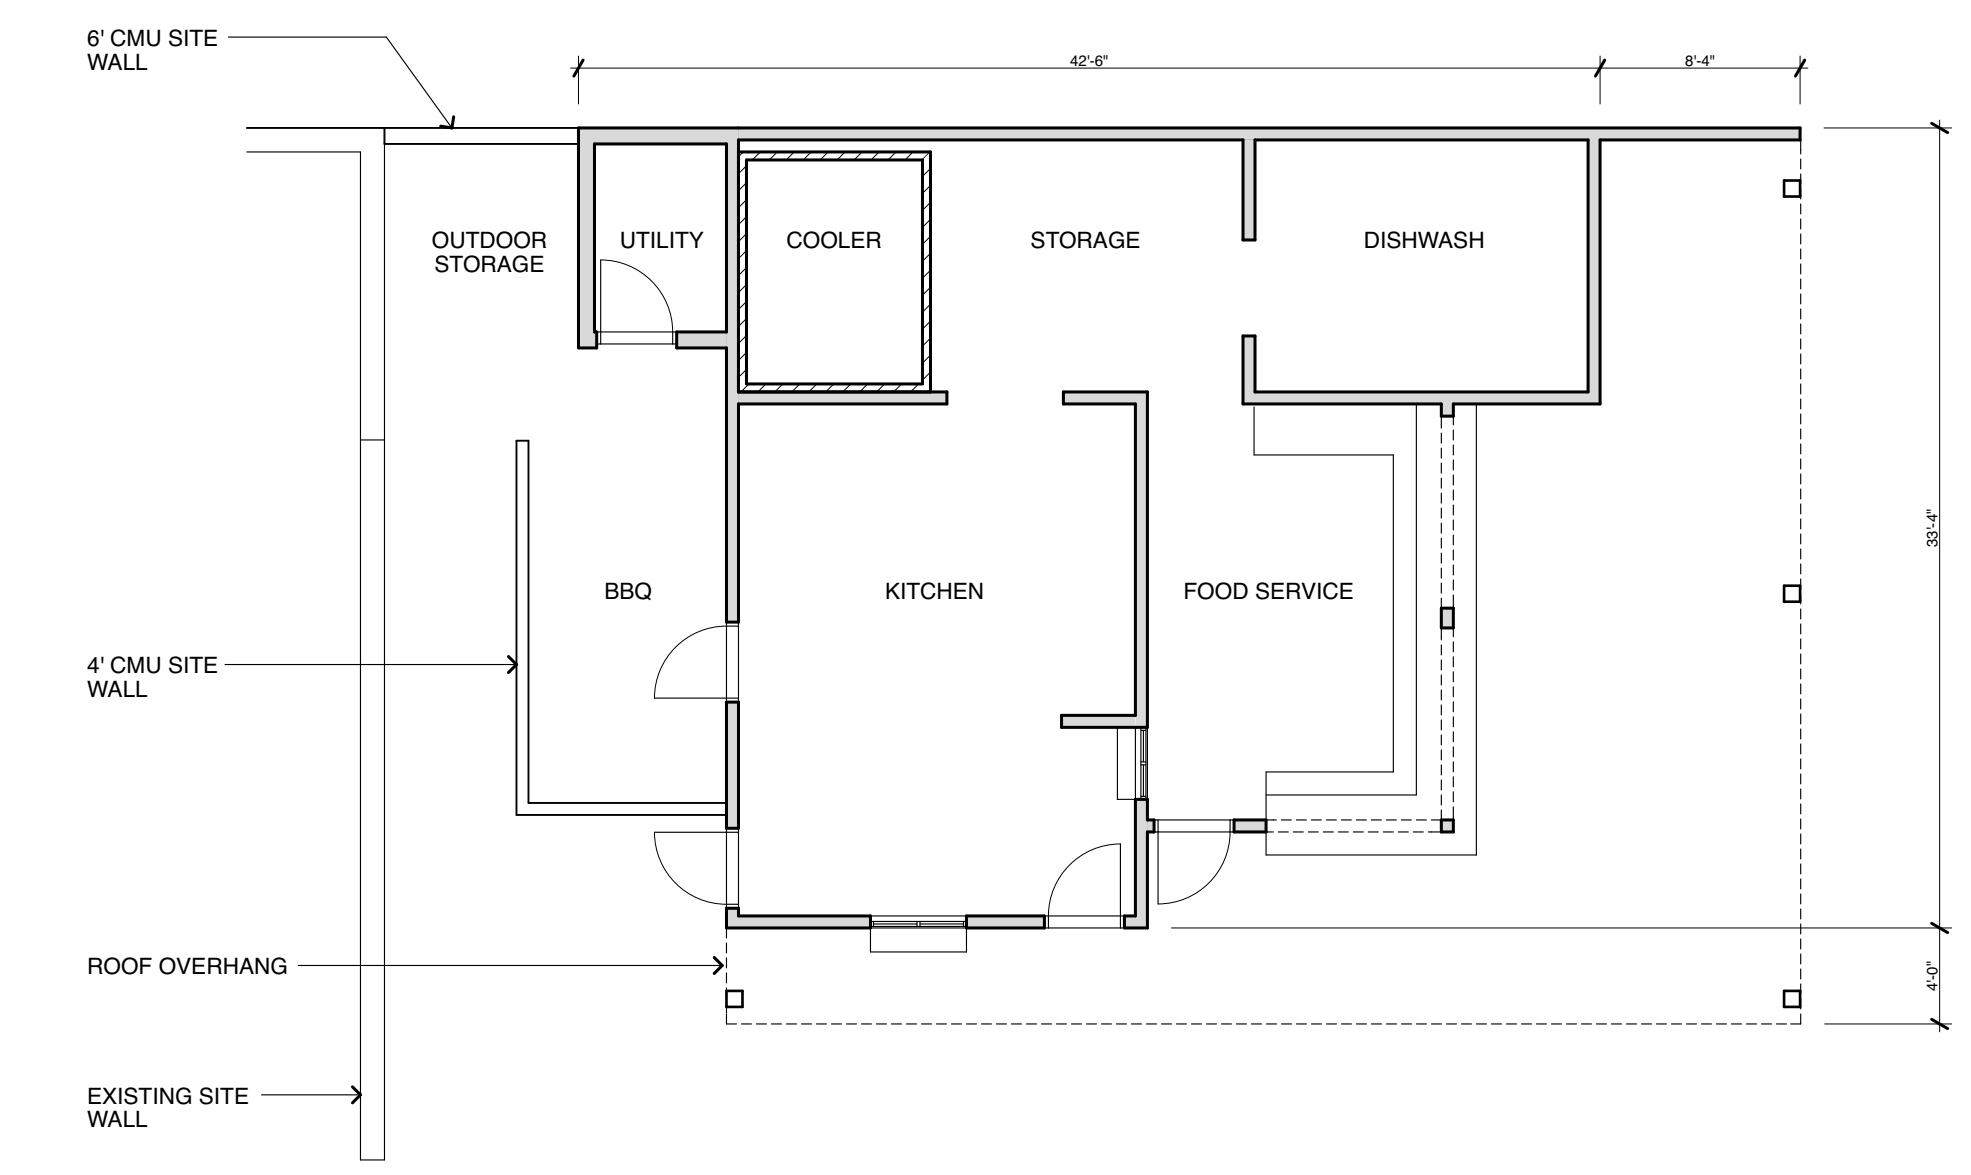 6' CMU SITE
WALL
42'-6"
8'-4"
OUTDOOR
STORAGE
UTILITY
COOLER
STORAGE
DISHWASH
33'-4"
BBQ
KITCHEN
FOOD SERVICE
4' CMU SITE
WALL
ROOF OVERHANG
4'-0"
EXISTING SITE
WALL